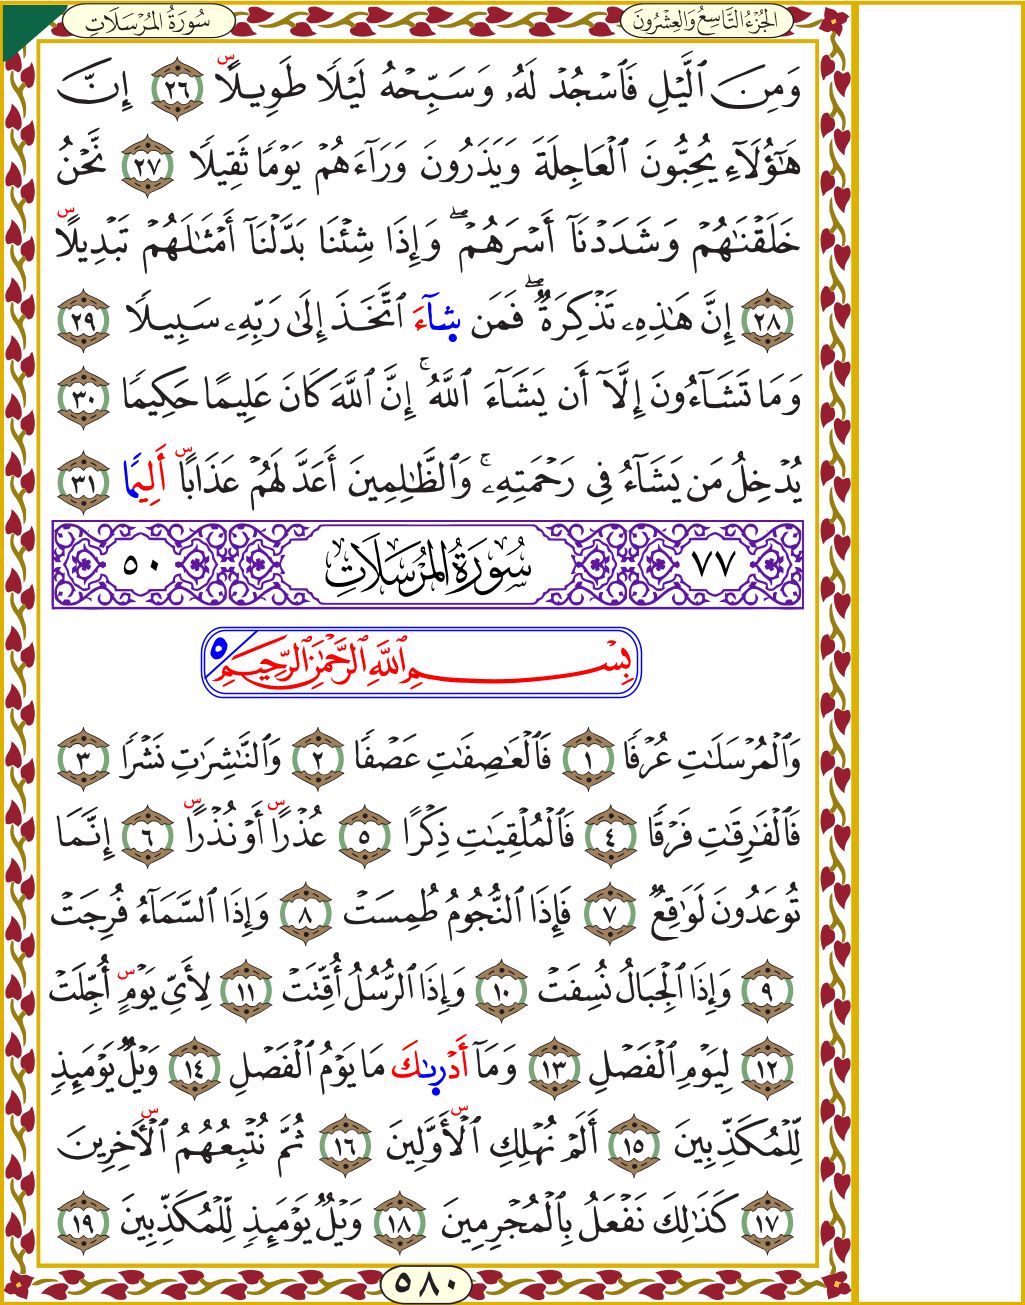 الجُزْءُ التَّاسِعُ وَالعِشْرُونَ
سُورَةُ المُرْسَلَاتِ
وَمِنَ ٱلَّيْلِ فَٱسْجُدْ لَهُۥ وَسَبِّحْهُ لَيْلًا طَوِيلًا ٢٦ إِنَّ
هَٰٓؤُلَآءِ يُحِبُّونَ ٱلْعَاجِلَةَ وَيَذَرُونَ وَرَآءَهُمْ يَوْمًا ثَقِيلًا ٢٧ نَّحْنُ
خَلَقْنَٰهُمْ وَشَدَدْنَآ أَسْرَهُمْ ۖ وَإِذَا شِئْنَا بَدَّلْنَآ أَمْثَٰلَهُمْ تَبْدِيلًا
٢٨ إِنَّ هَٰذِهِۦ تَذْكِرَةٌ ۖ فَمَن شَآءَ ٱتَّخَذَ إِلَىٰ رَبِّهِۦ سَبِيلًا ٢٩
وَمَا تَشَآءُونَ إِلَّآ أَن يَشَآءَ ٱللَّهُ ۚ إِنَّ ٱللَّهَ كَانَ عَلِيمًا حَكِيمًا ٣٠
يُدْخِلُ مَن يَشَآءُ فِى رَحْمَتِهِۦ ۚ وَٱلظَّٰلِمِينَ أَعَدَّ لَهُمْ عَذَابًا أَلِيمًا ٣١
٧٧ سُورَةُ المُرْسَلَاتِ ٥٠
بِسْمِ ٱللَّهِ ٱلرَّحْمَٰنِ ٱلرَّحِيمِ ٥
وَٱلْمُرْسَلَٰتِ عُرْفًا ١ فَٱلْعَٰصِفَٰتِ عَصْفًا ٢ وَٱلنَّٰشِرَٰتِ نَشْرًا ٣
فَٱلْفَٰرِقَٰتِ فَرْقًا ٤ فَٱلْمُلْقِيَٰتِ ذِكْرًا ٥ عُذْرًا أَوْ نُذْرًا ٦ إِنَّمَا
تُوعَدُونَ لَوَٰقِعٌ ٧ فَإِذَا ٱلنُّجُومُ طُمِسَتْ ٨ وَإِذَا ٱلسَّمَآءُ فُرِجَتْ
٩ وَإِذَا ٱلْجِبَالُ نُسِفَتْ ١٠ وَإِذَا ٱلرُّسُلُ أُقِّتَتْ ١١ لِأَىِّ يَوْمٍ أُجِّلَتْ
١٢ لِيَوْمِ ٱلْفَصْلِ ١٣ وَمَآ أَدْرَىٰكَ مَا يَوْمُ ٱلْفَصْلِ ١٤ وَيْلٌ يَوْمَئِذٍ
لِّلْمُكَذِّبِينَ ١٥ أَلَمْ نُهْلِكِ ٱلْأَوَّلِينَ ١٦ ثُمَّ نُتْبِعُهُمُ ٱلْءَاخِرِينَ
١٧ كَذَٰلِكَ نَفْعَلُ بِٱلْمُجْرِمِينَ ١٨ وَيْلٌ يَوْمَئِذٍ لِّلْمُكَذِّبِينَ ١٩
٥٨٠